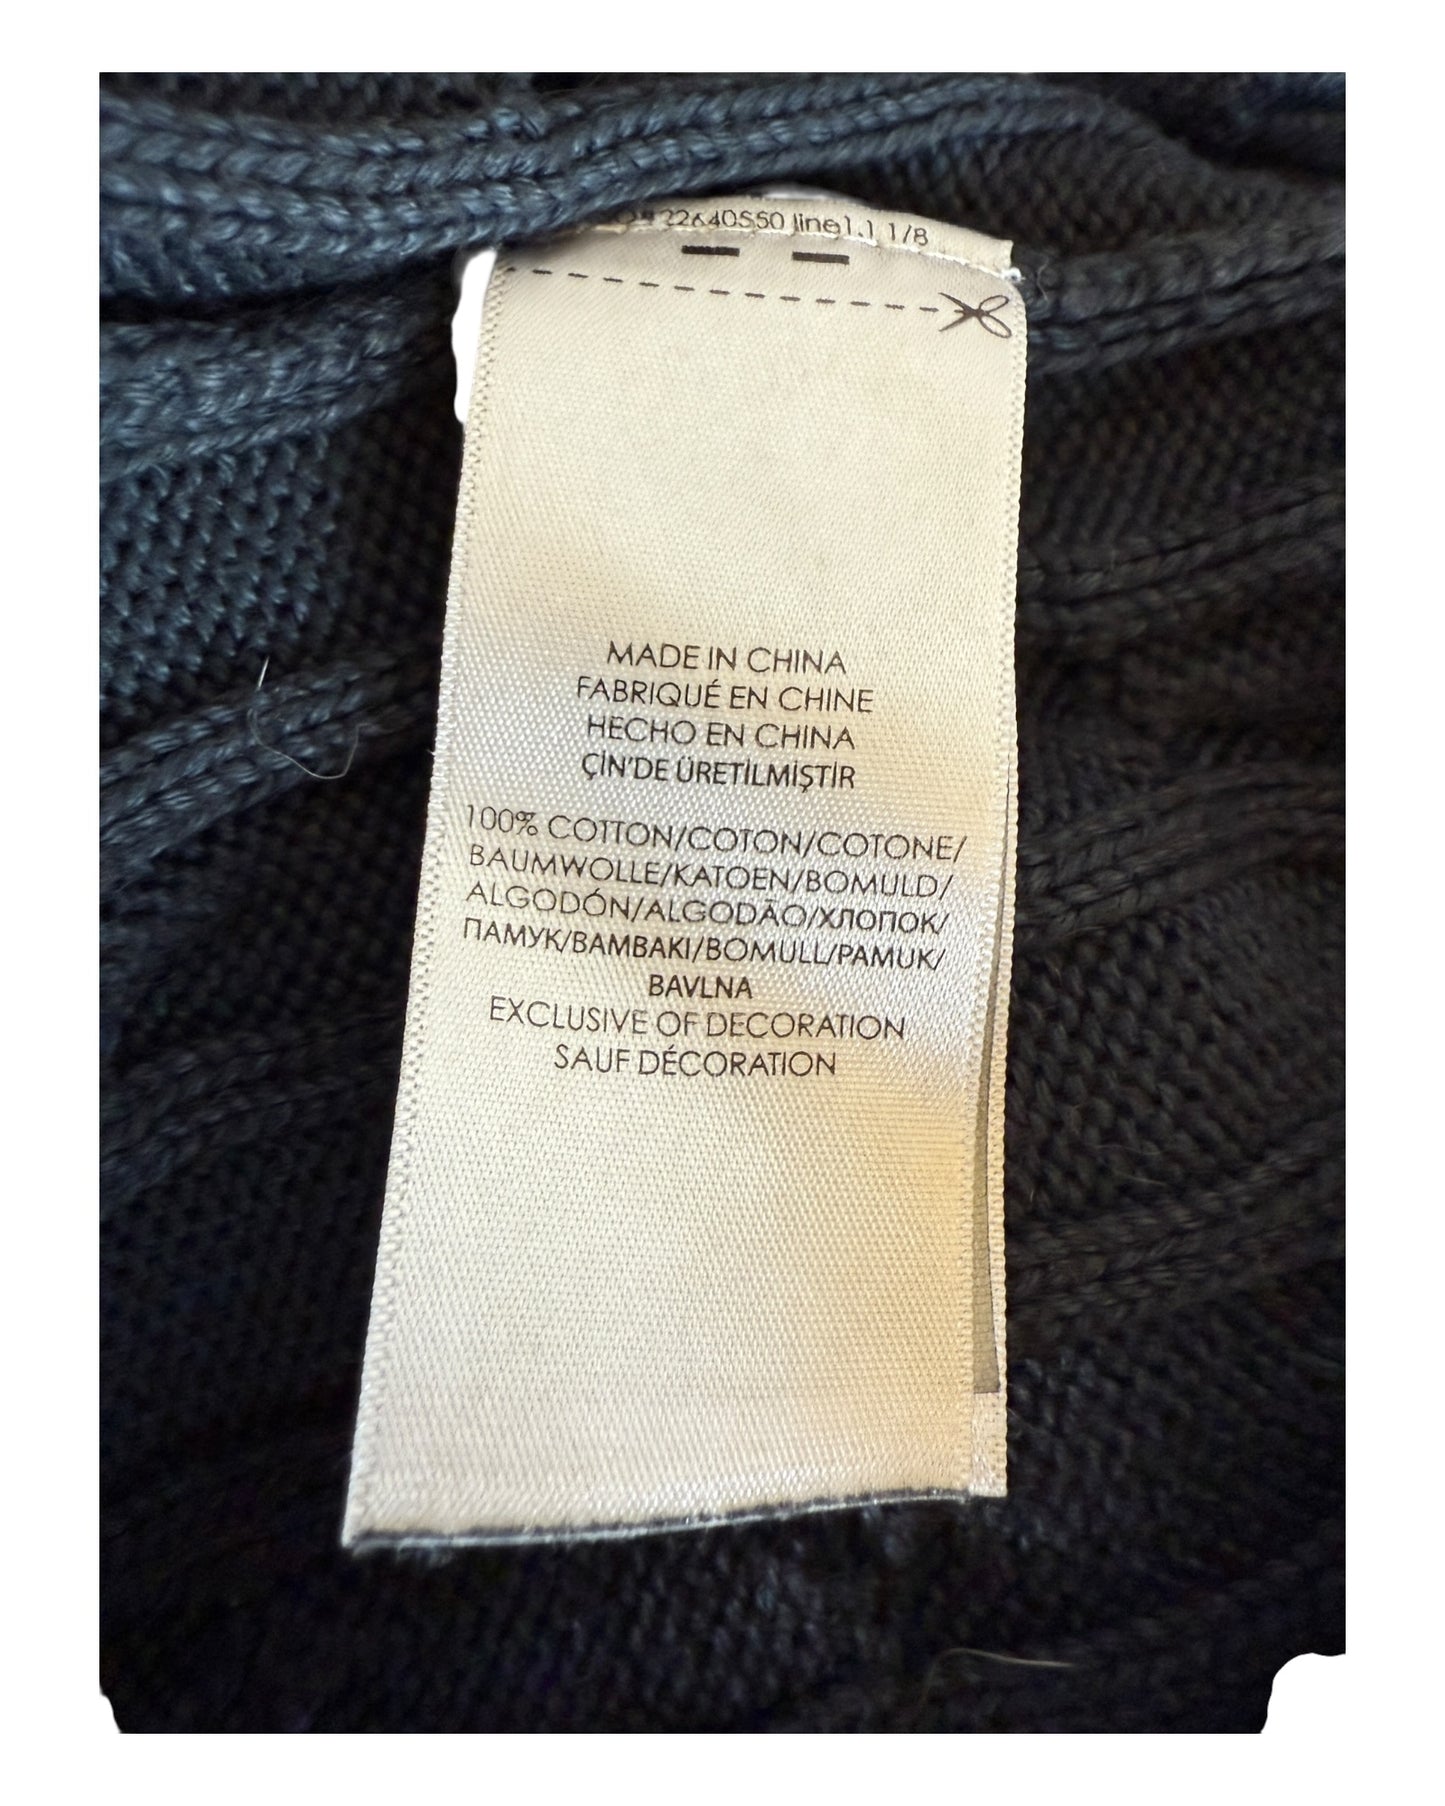 22640550 line1.1 1/8
MADE IN CHINA
FABRIQUÉ EN CHINE
HECHO EN CHINA
ÇİN'DE ÜRETİLMİŞTİR
100% COTTON/COTON/COTONE/
BAUMWOLLE/KATOEN/BOMULD/
ALGODÓN/ALGODÃO/ХЛОПОК/
ПАМУК/BAMBAKI/BOMULL/PAMUK/
BAVLNA
EXCLUSIVE OF DECORATION
SAUF DÉCORATION